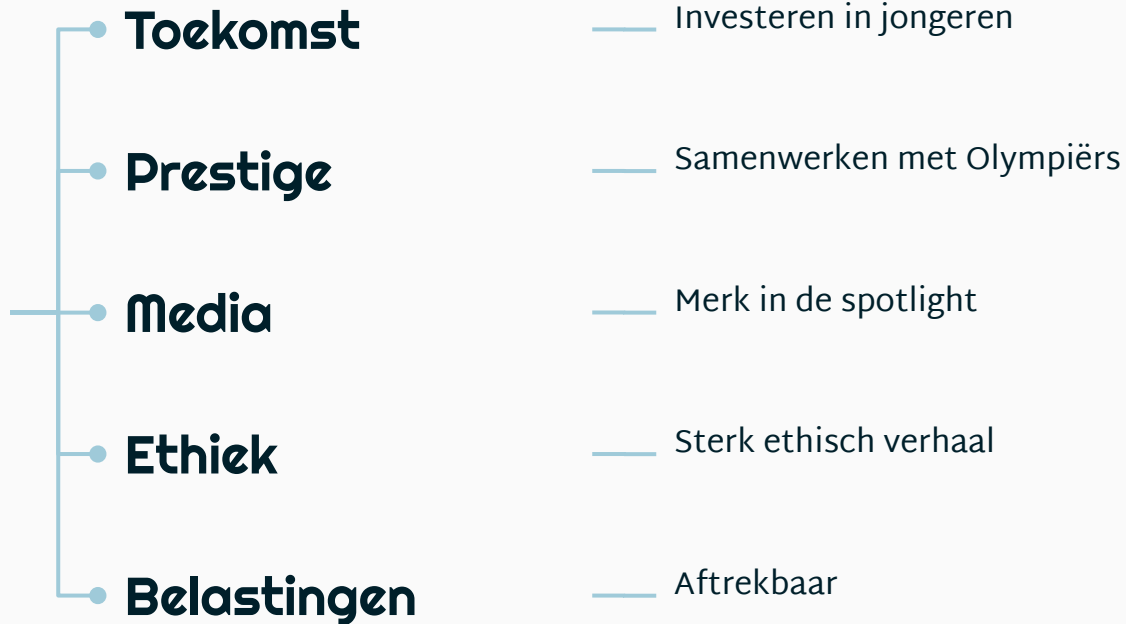 Toekomst
Investeren in jongeren
Prestige
Samenwerken met Olympiërs
Media
Merk in de spotlight
Ethiek
Sterk ethisch verhaal
Belastingen
Aftrekbaar